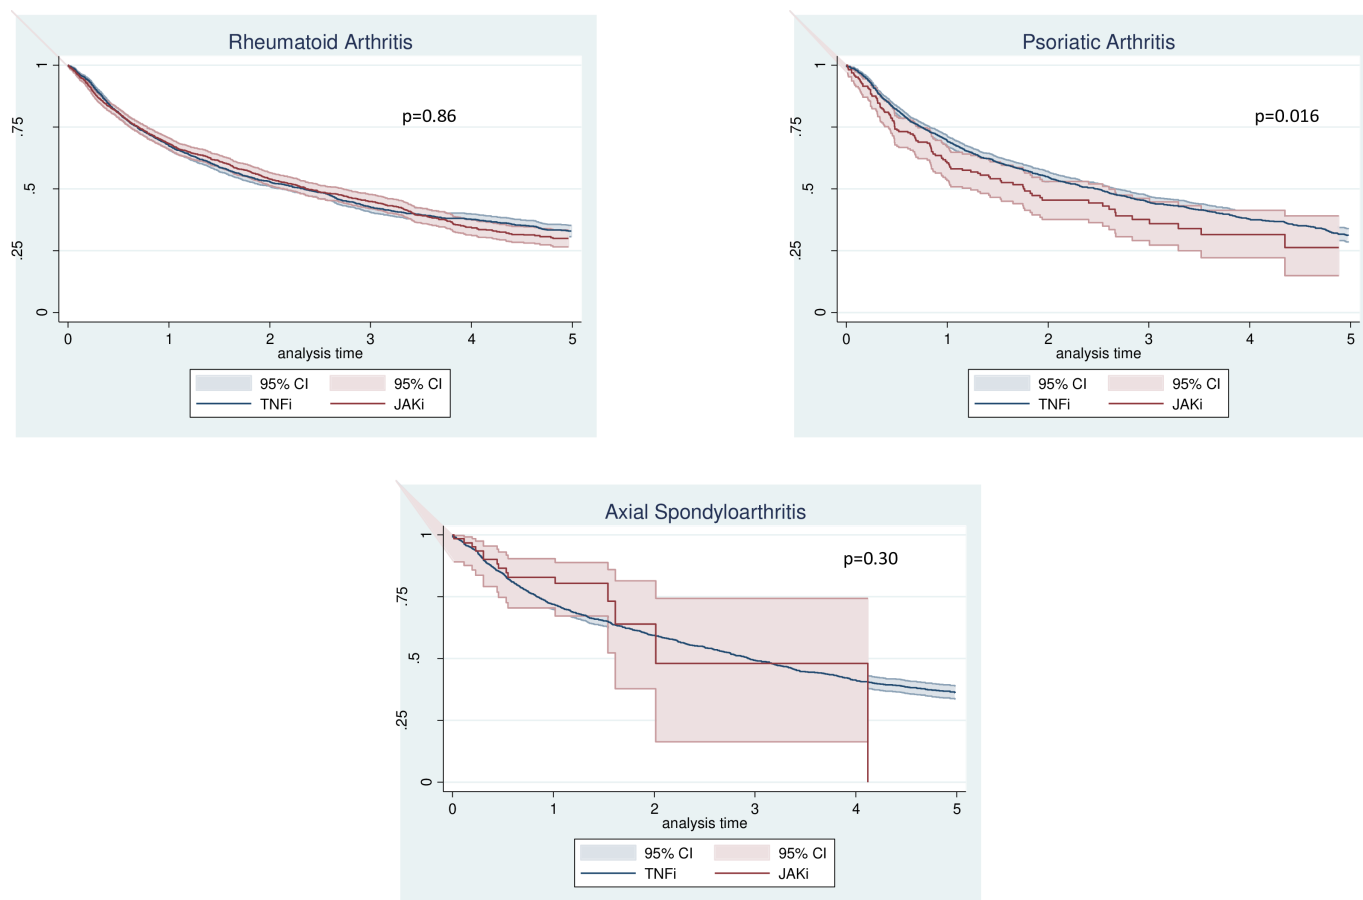 Rheumatoid Arthritis
p=0.86
1
.75
.5
.25
0
0 1 2 3 4 5
analysis time
95% CI 95% CI
TNFi JAKi
Psoriatic Arthritis
p=0.016
1
.75
.5
.25
0
0 1 2 3 4 5
analysis time
95% CI 95% CI
TNFi JAKi
Axial Spondyloarthritis
p=0.30
1
.75
.5
.25
0
0 1 2 3 4 5
analysis time
95% CI 95% CI
TNFi JAKi